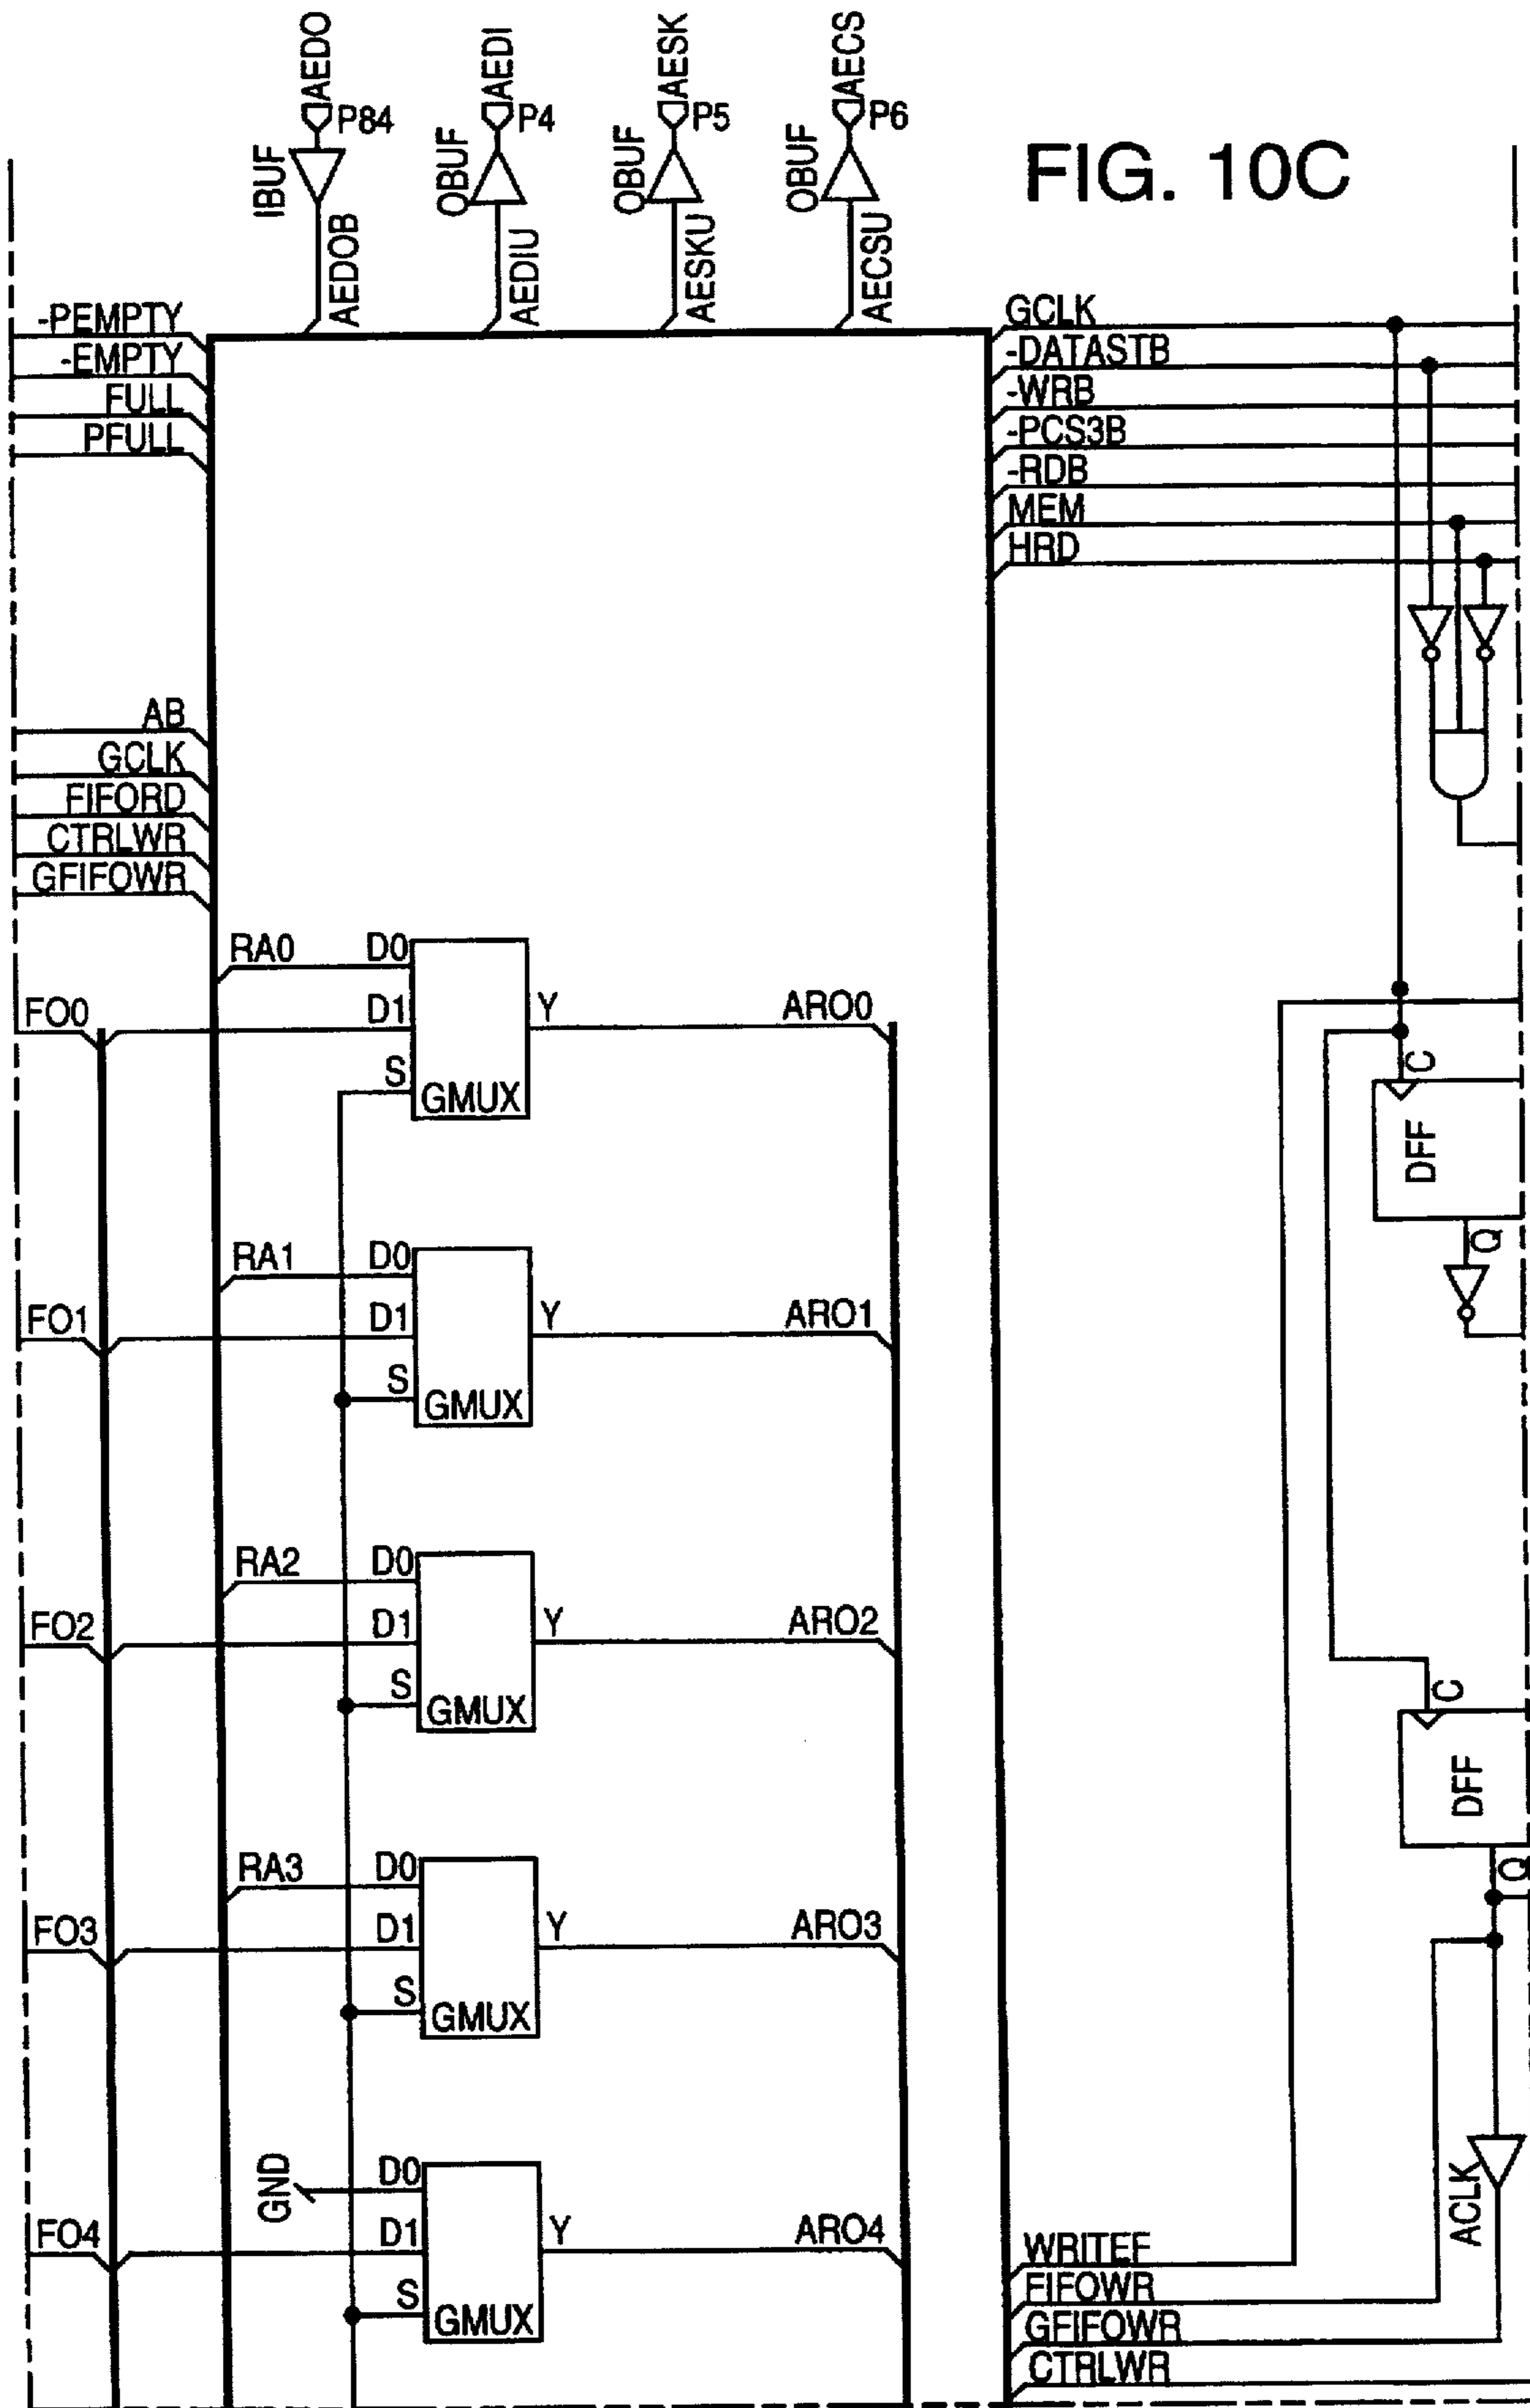 FIG. 10C
AEDO
P84
IBUF
AEDOB
AEDI
P4
OBUF
AEDIU
AESK
P5
OBUF
AESKU
AECS
P6
OBUF
AECSU
-PEMPTY
-EMPTY
FULL
PFULL
AB
GCLK
FIFORD
CTRLWR
GFIFOWR
GCLK
-DATASTB
-WRB
-PCS3B
-RDB
MEM
HRD
FO0
RA0 D0
D1
S
GMUX
Y
ARO0
FO1
RA1 D0
D1
S
GMUX
Y
ARO1
FO2
RA2 D0
D1
S
GMUX
Y
ARO2
FO3
RA3 D0
D1
S
GMUX
Y
ARO3
FO4
GND
D0
D1
S
GMUX
Y
ARO4
C
DFF
Q
C
DFF
Q
ACLK
WRITEF
FIFOWR
GFIFOWR
CTRLWR